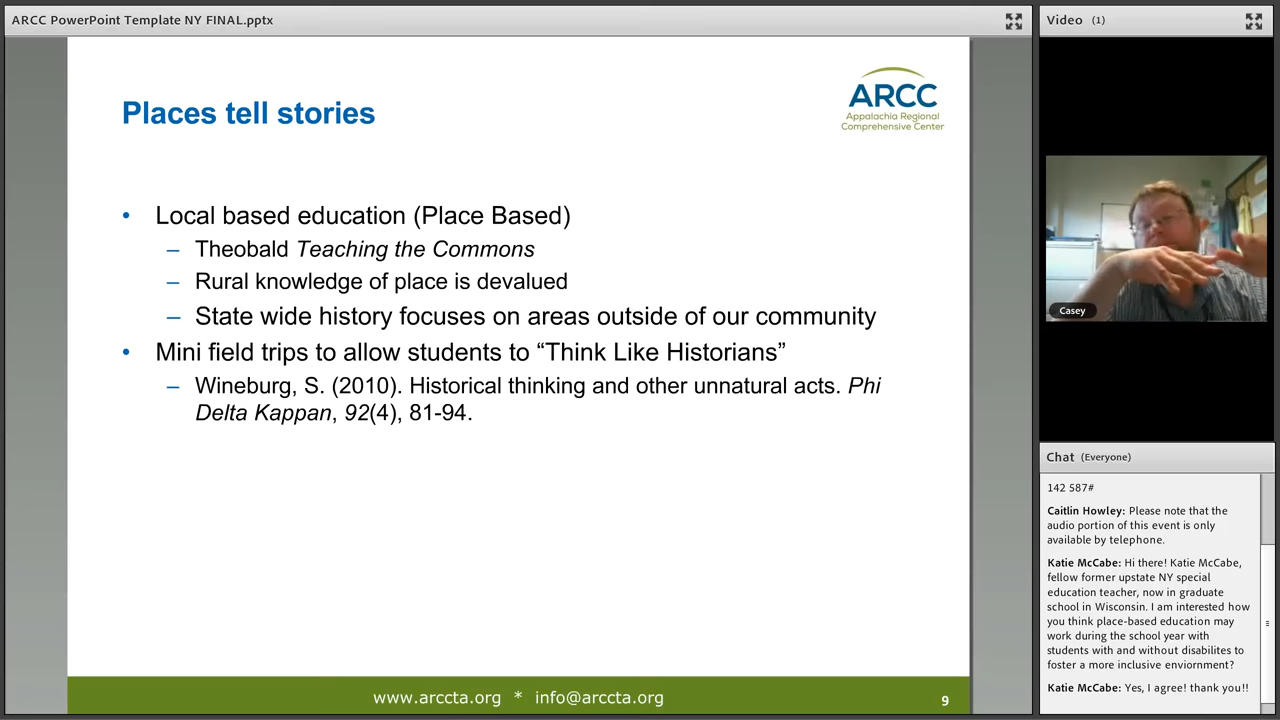 ARCC PowerPoint Template NY FINAL.pptx
Places tell stories
ARCC
Appalachia Regional
Comprehensive Center
• Local based education (Place Based)
– Theobald Teaching the Commons
– Rural knowledge of place is devalued
– State wide history focuses on areas outside of our community
• Mini field trips to allow students to “Think Like Historians”
– Wineburg, S. (2010). Historical thinking and other unnatural acts. Phi
Delta Kappan, 92(4), 81-94.
www.arccta.org * info@arccta.org
9
Video (1)
Casey
Chat (Everyone)
142 587#
Caitlin Howley: Please note that the
audio portion of this event is only
available by telephone.
Katie McCabe: Hi there! Katie McCabe,
fellow former upstate NY special
education teacher, now in graduate
school in Wisconsin. I am interested how
you think place-based education may
work during the school year with
students with and without disabilites to
foster a more inclusive enviornment?
Katie McCabe: Yes, I agree! thank you!!